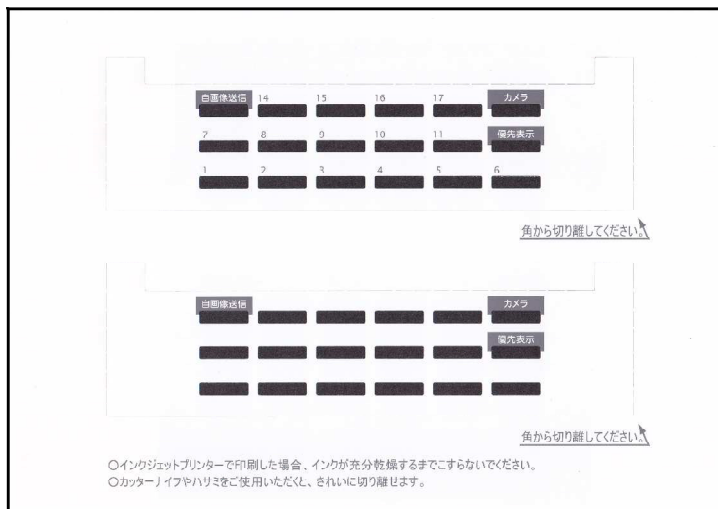 自画像送信 14 15 16 17 カメラ
7 8 9 10 11 優先表示
1 2 3 4 5 6
角から切り離してください。
自画像送信 カメラ
優先表示
角から切り離してください。
○インクジェットプリンターで印刷した場合、インクが充分乾燥するまでこすらないでください。
○カッターナイフやハサミをご使用いただくと、きれいに切り離せます。